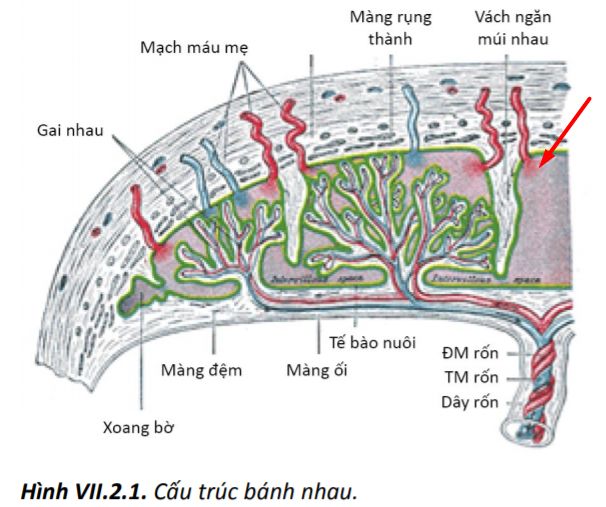 Màng rụng
thành
Vách ngăn
múi nhau
Mạch máu mẹ
Gai nhau
Intervillous space
Intervillous space
Tế bào nuôi
Màng đệm
Màng ối
ĐM rốn
TM rốn
Dây rốn
Xoang bờ
Hình VII.2.1. Cấu trúc bánh nhau.